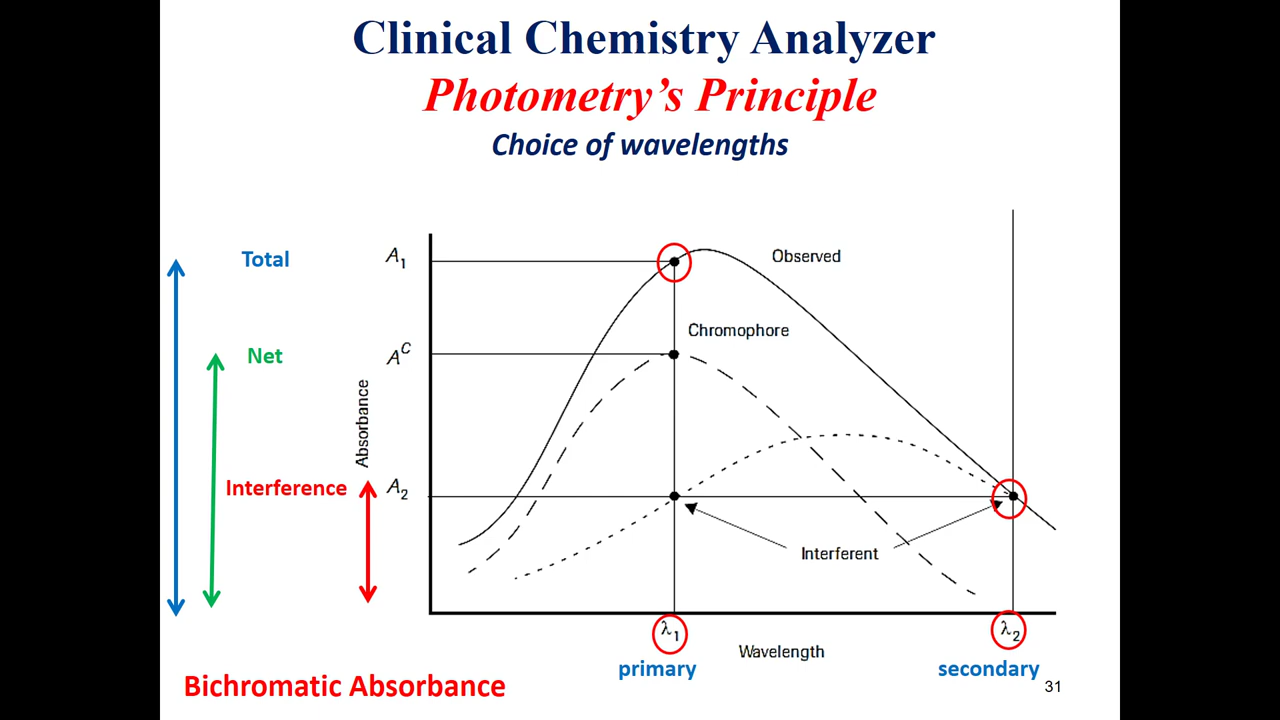 Clinical Chemistry Analyzer
Photometry's Principle
Choice of wavelengths
Total
Net
Interference
Absorbance
A1
AC
A2
Observed
Chromophore
Interferent
λ1
λ2
Wavelength
primary
secondary
Bichromatic Absorbance
31